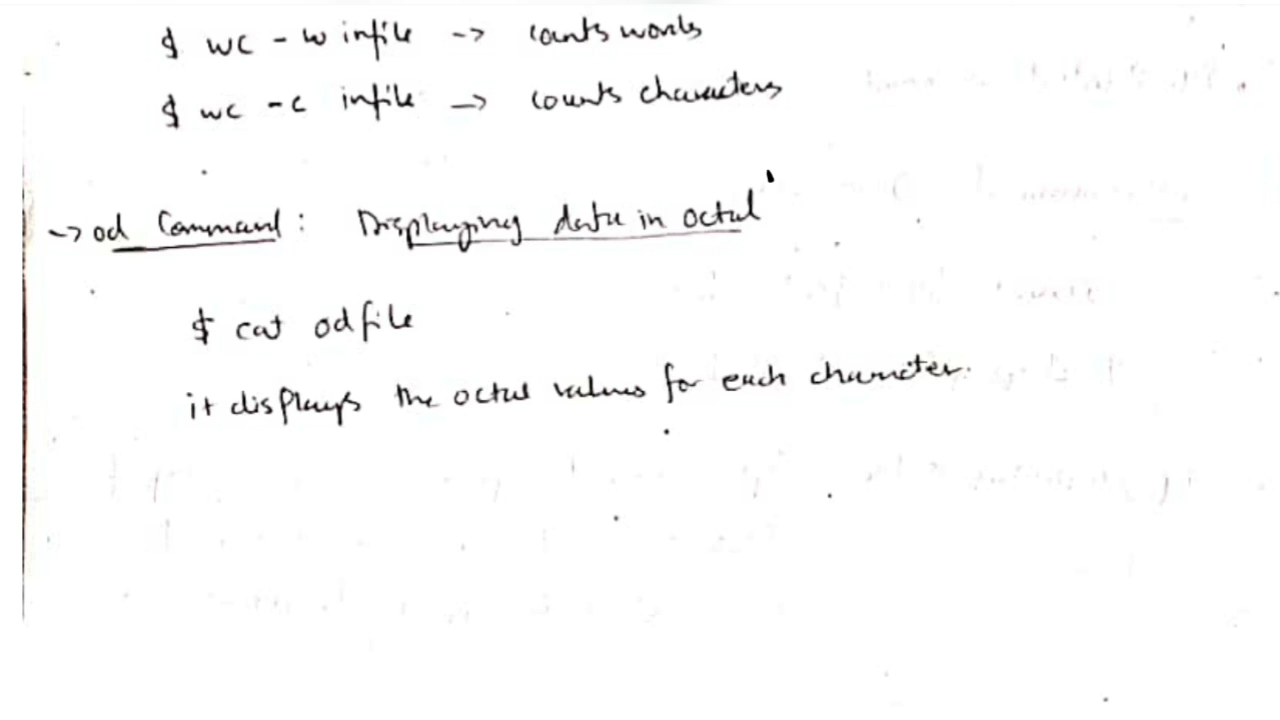 $ wc - w infile -> counts words
$ wc -c infile -> counts characters
-> od Command : Displaying data in octal
$ cat odfile
it displays the octal values for each character.